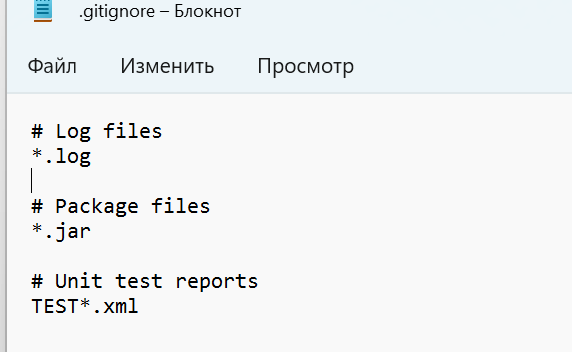 .gitignore – Блокнот
Файл Изменить Просмотр
# Log files
*.log
# Package files
*.jar
# Unit test reports
TEST*.xml